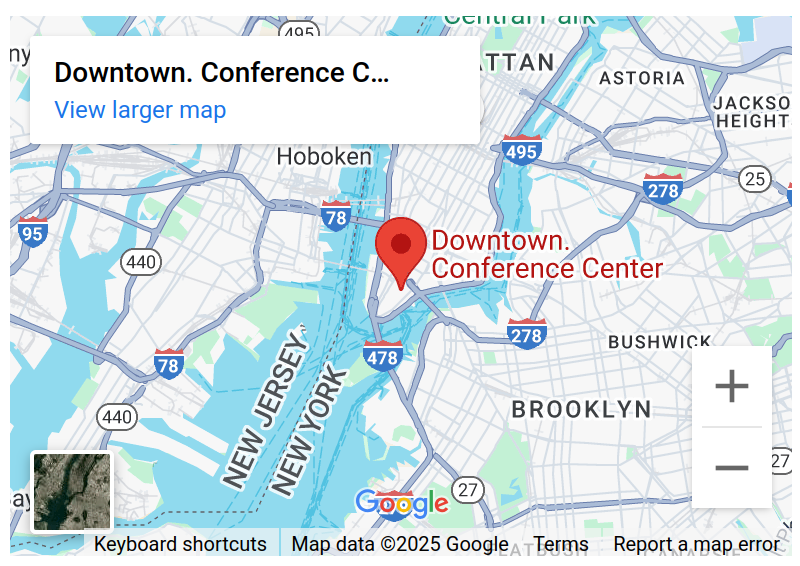 Central Park
495
Downtown. Conference C...
View larger map
ATTAN
ASTORIA
JACKSO
HEIGHT
Hoboken
495
278
25
78
95
Downtown.
Conference Center
440
278
BUSHWICK
478
78
NEW JERSEY
NEW YORK
BROOKLYN
440
27
27
Google
Keyboard shortcuts
Map data ©2025 Google
Terms
Report a map error